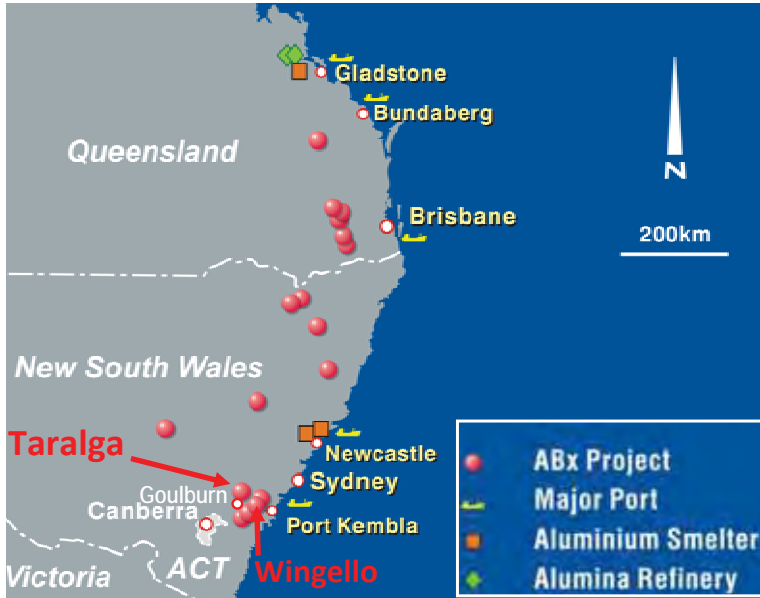 Gladstone
Bundaberg
Queensland
N
Brisbane
200km
New South Wales
Taralga
Newcastle
Sydney
Goulburn
Canberra
Port Kembla
ACT
Wingello
Victoria
ABx Project
Major Port
Aluminium Smelter
Alumina Refinery